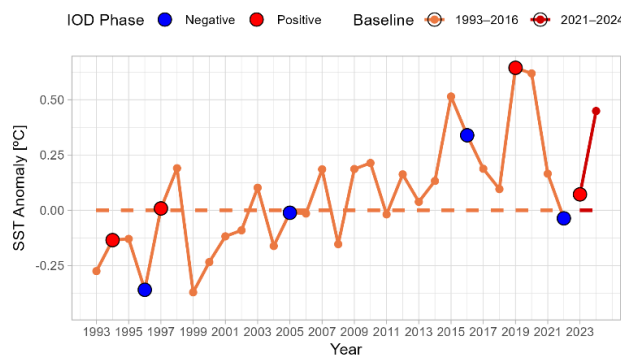 IOD Phase Negative Positive Baseline 1993–2016 2021–2024
0.50
0.25
0.00
-0.25
SST Anomaly [ºC]
1993 1995 1997 1999 2001 2003 2005 2007 2009 2011 2013 2015 2017 2019 2021 2023
Year